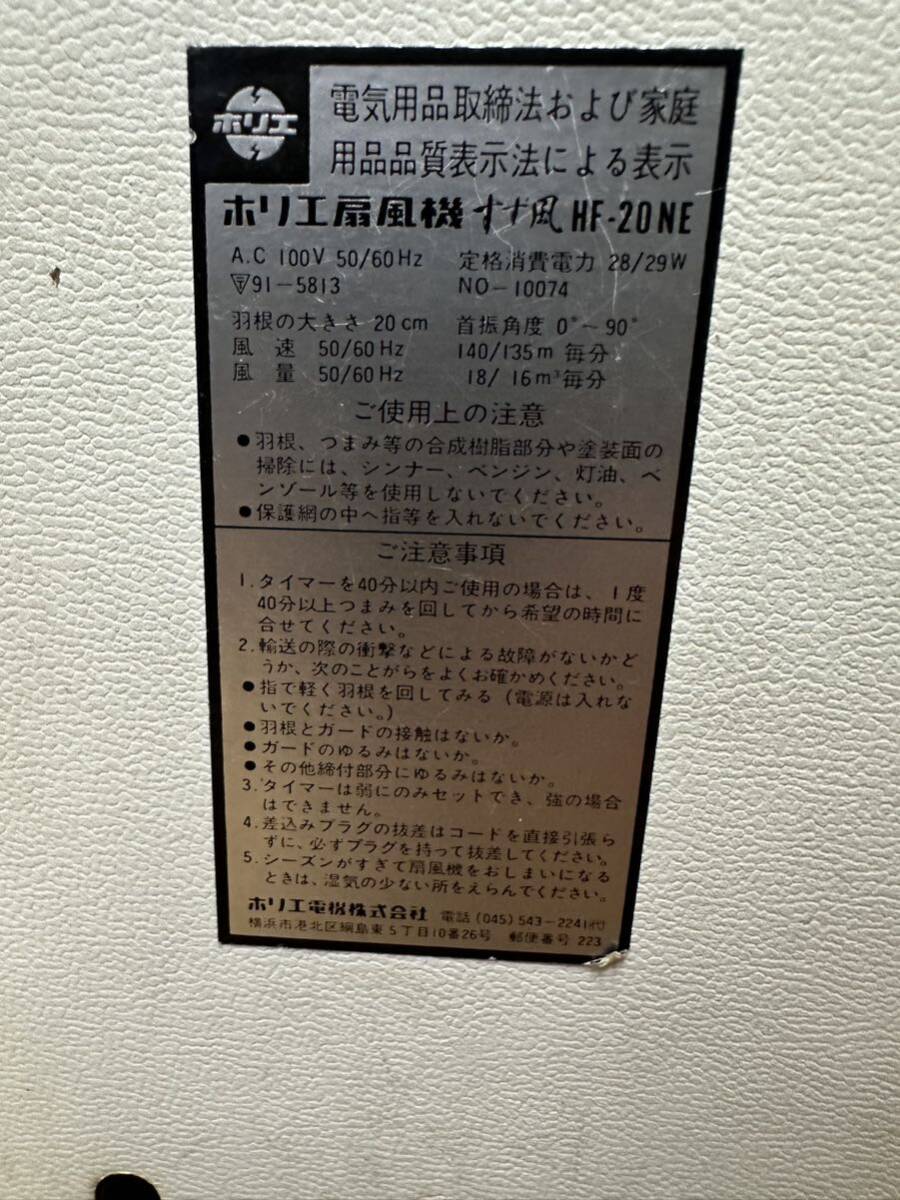 ホリエ
電気用品取締法および家庭
用品品質表示法による表示
ホリエ扇風機 すず風 HF-20NE
A.C 100V 50/60Hz 定格消費電力 28/29W
91-5813 NO-10074
羽根の大きさ 20cm 首振角度 0°~90°
風速 50/60Hz 140/135m 毎分
風量 50/60Hz 18/16m³毎分
ご使用上の注意
●羽根、つまみ等の合成樹脂部分や塗装面の
掃除には、シンナー、ベンジン、灯油、ベ
ンゾール等を使用しないでください。
●保護網の中へ指等を入れないでください。
ご注意事項
1.タイマーを40分以内ご使用の場合は、1度
40分以上つまみを回してから希望の時間に
合せてください。
2.輸送の際の衝撃などによる故障がないかど
うか、次のことがらをよくお確かめください。
●指で軽く羽根を回してみる(電源は入れな
いでください。)
●羽根とガードの接触はないか。
●ガードのゆるみはないか。
●その他締付部分にゆるみはないか。
3.タイマーは弱にのみセットでき、強の場合
はできません。
4.差込みプラグの抜差はコードを直接引張ら
ずに、必ずプラグを持って抜差してください。
5.シーズンがすぎて扇風機をおしまいになる
ときは、湿気の少ない所をえらんでください。
ホリエ電機株式会社 電話(045)543-2241(代)
横浜市港北区綱島東5丁目10番26号 郵便番号 223